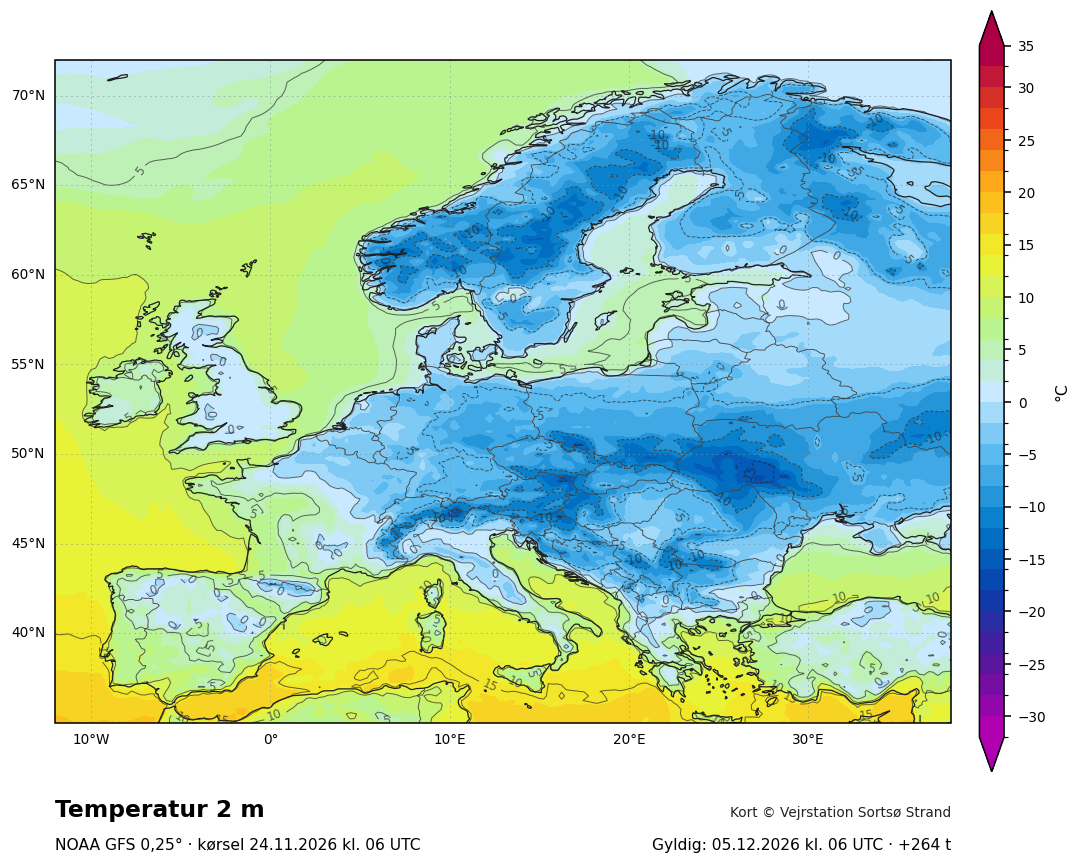 70°N
65°N
60°N
55°N
50°N
45°N
40°N
10°W
0°
10°E
20°E
30°E
35
30
25
20
15
10
5
0
−5
−10
−15
−20
−25
−30
°C
Temperatur 2 m
Kort © Vejrstation Sortsø Strand
NOAA GFS 0,25° · kørsel 24.11.2026 kl. 06 UTC
Gyldig: 05.12.2026 kl. 06 UTC · +264 t